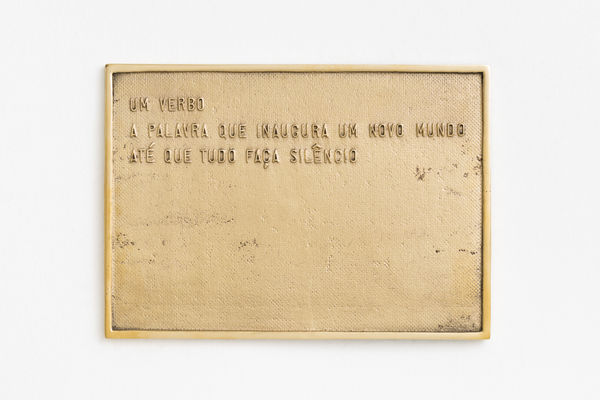 UM VERBO
A PALAVRA QUE INAUGURA UM NOVO MUNDO
ATÉ QUE TUDO FAÇA SILÊNCIO